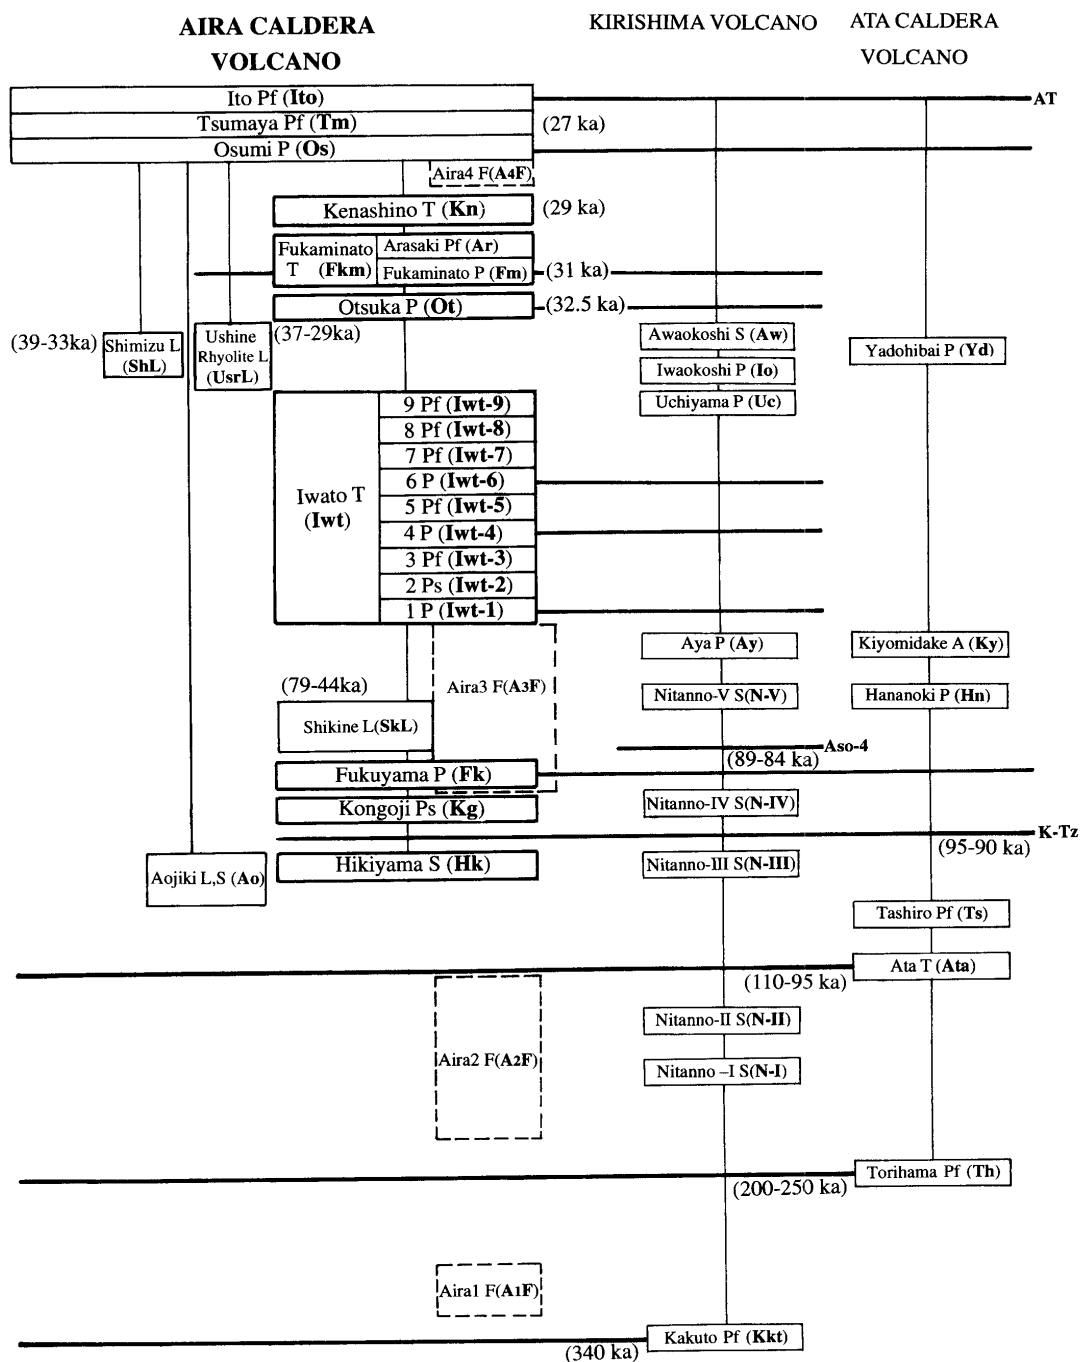 AIRA CALDERA
VOLCANO
KIRISHIMA VOLCANO
ATA CALDERA
VOLCANO
Ito Pf (Ito)
AT
Tsumaya Pf (Tm)
(27 ka)
Osumi P (Os)
Aira4 F(A4F)
Kenashino T (Kn)
(29 ka)
Fukaminato
T (Fkm)
Arasaki Pf (Ar)
Fukaminato P (Fm)
(31 ka)
Otsuka P (Ot)
(32.5 ka)
(39-33ka)
Shimizu L
(ShL)
Ushine
Rhyolite L
(UsrL)
(37-29ka)
Awaokoshi S (Aw)
Yadohibai P (Yd)
Iwaokoshi P (Io)
Uchiyama P (Uc)
Iwato T
(Iwt)
9 Pf (Iwt-9)
8 Pf (Iwt-8)
7 Pf (Iwt-7)
6 P (Iwt-6)
5 Pf (Iwt-5)
4 P (Iwt-4)
3 Pf (Iwt-3)
2 Ps (Iwt-2)
1 P (Iwt-1)
Aya P (Ay)
Kiyomidake A (Ky)
(79-44ka)
Aira3 F(A3F)
Nitanno-V S(N-V)
Hananoki P (Hn)
Shikine L(SkL)
Aso-4
(89-84 ka)
Fukuyama P (Fk)
Kongoji Ps (Kg)
Nitanno-IV S(N-IV)
K-Tz
(95-90 ka)
Aojiki L,S (Ao)
Hikiyama S (Hk)
Nitanno-III S(N-III)
Tashiro Pf (Ts)
Ata T (Ata)
(110-95 ka)
Nitanno-II S(N-II)
Aira2 F(A2F)
Nitanno –I S(N-I)
Torihama Pf (Th)
(200-250 ka)
Aira1 F(A1F)
Kakuto Pf (Kkt)
(340 ka)